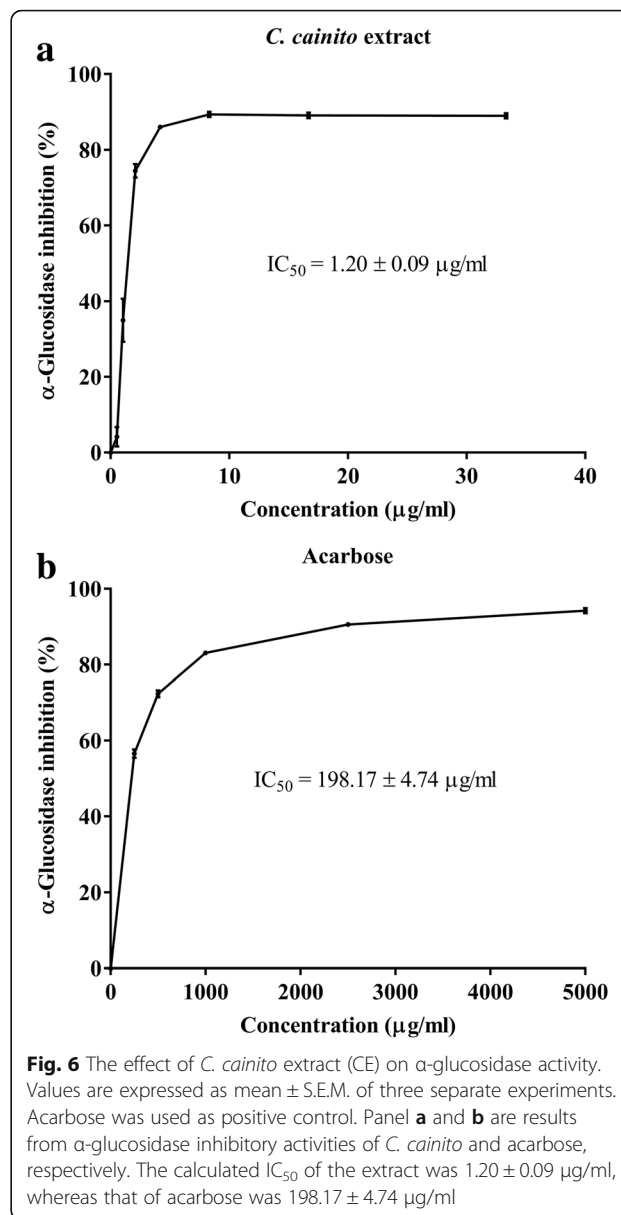 a
C. cainito extract
α-Glucosidase inhibition (%)
100
80
60
40
20
0
IC50 = 1.20 ± 0.09 µg/ml
0 10 20 30 40
Concentration (µg/ml)
b
Acarbose
α-Glucosidase inhibition (%)
100
80
60
40
20
0
IC50 = 198.17 ± 4.74 µg/ml
0 1000 2000 3000 4000 5000
Concentration (µg/ml)
Fig. 6 The effect of C. cainito extract (CE) on α-glucosidase activity.
Values are expressed as mean ± S.E.M. of three separate experiments.
Acarbose was used as positive control. Panel a and b are results
from α-glucosidase inhibitory activities of C. cainito and acarbose,
respectively. The calculated IC50 of the extract was 1.20 ± 0.09 µg/ml,
whereas that of acarbose was 198.17 ± 4.74 µg/ml